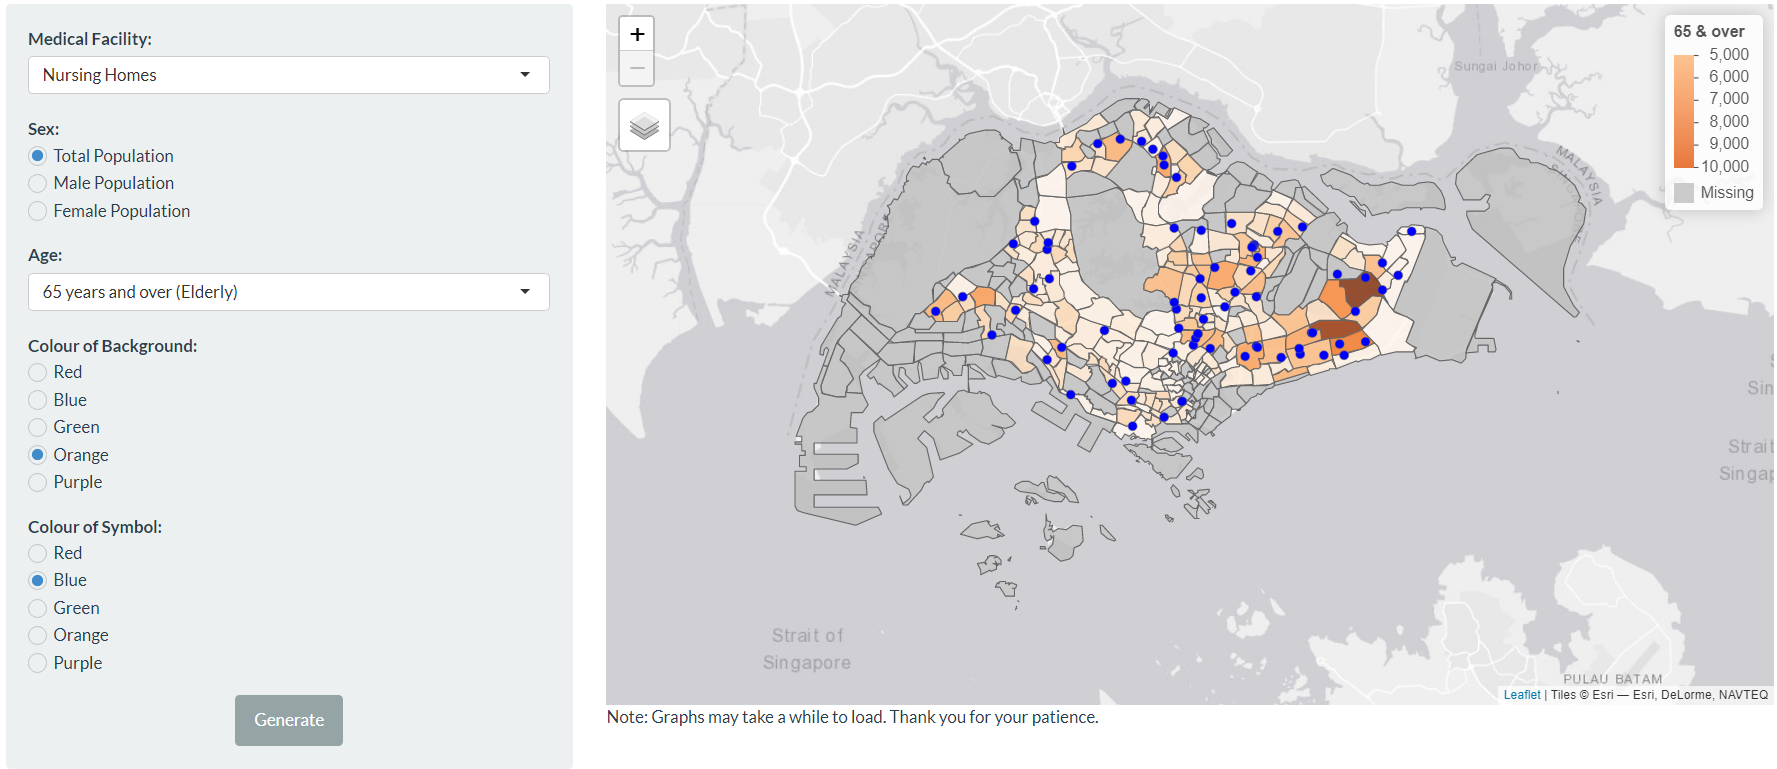 Medical Facility:
Nursing Homes
Sex:
Total Population
Male Population
Female Population
Age:
65 years and over (Elderly)
Colour of Background:
Red
Blue
Green
Orange
Purple
Colour of Symbol:
Red
Blue
Green
Orange
Purple
Generate
+
−
65 & over
5,000
6,000
7,000
8,000
9,000
10,000
Missing
Sungai Johor
MALAYSIA
MALAYSIA
Sin
Strait
Singap
Strait of
Singapore
PULAU BATAM
Leaflet | Tiles © Esri — Esri, DeLorme, NAVTEQ
Note: Graphs may take a while to load. Thank you for your patience.